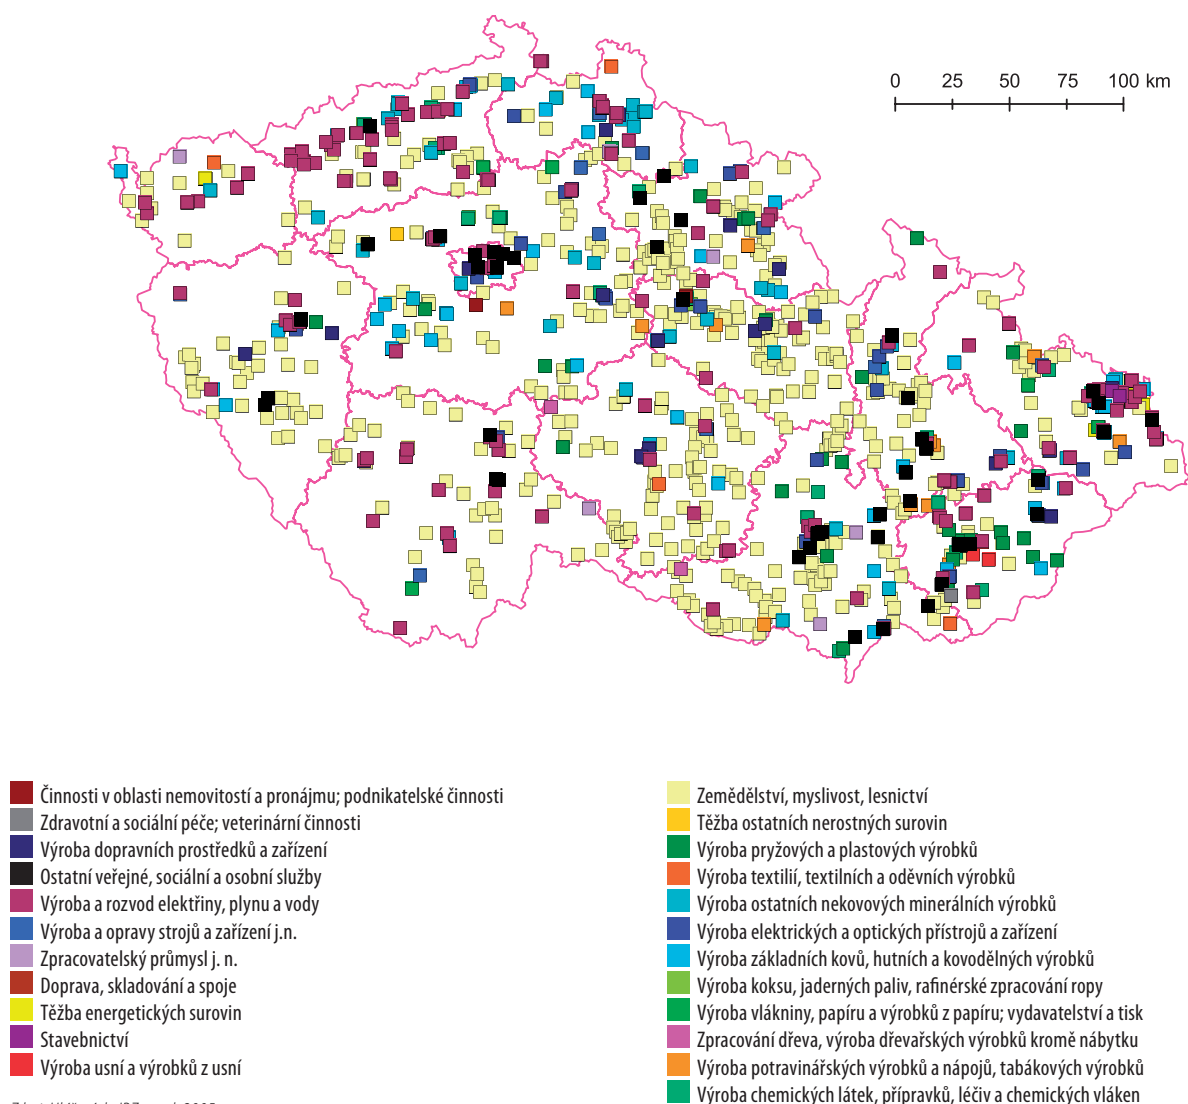 0 25 50 75 100 km
Činnosti v oblasti nemovitostí a pronájmu; podnikatelské činnosti
Zdravotní a sociální péče; veterinární činnosti
Výroba dopravních prostředků a zařízení
Ostatní veřejné, sociální a osobní služby
Výroba a rozvod elektřiny, plynu a vody
Výroba a opravy strojů a zařízení j.n.
Zpracovatelský průmysl j. n.
Doprava, skladování a spoje
Těžba energetických surovin
Stavebnictví
Výroba usní a výrobků z usní
Zemědělství, myslivost, lesnictví
Těžba ostatních nerostných surovin
Výroba pryžových a plastových výrobků
Výroba textilií, textilních a oděvních výrobků
Výroba ostatních nekovových minerálních výrobků
Výroba elektrických a optických přístrojů a zařízení
Výroba základních kovů, hutních a kovodělných výrobků
Výroba koksu, jaderných paliv, rafinérské zpracování ropy
Výroba vlákniny, papíru a výrobků z papíru; vydavatelství a tisk
Zpracování dřeva, výroba dřevařských výrobků kromě nábytku
Výroba potravinářských výrobků a nápojů, tabákových výrobků
Výroba chemických látek, přípravků, léčiv a chemických vláken